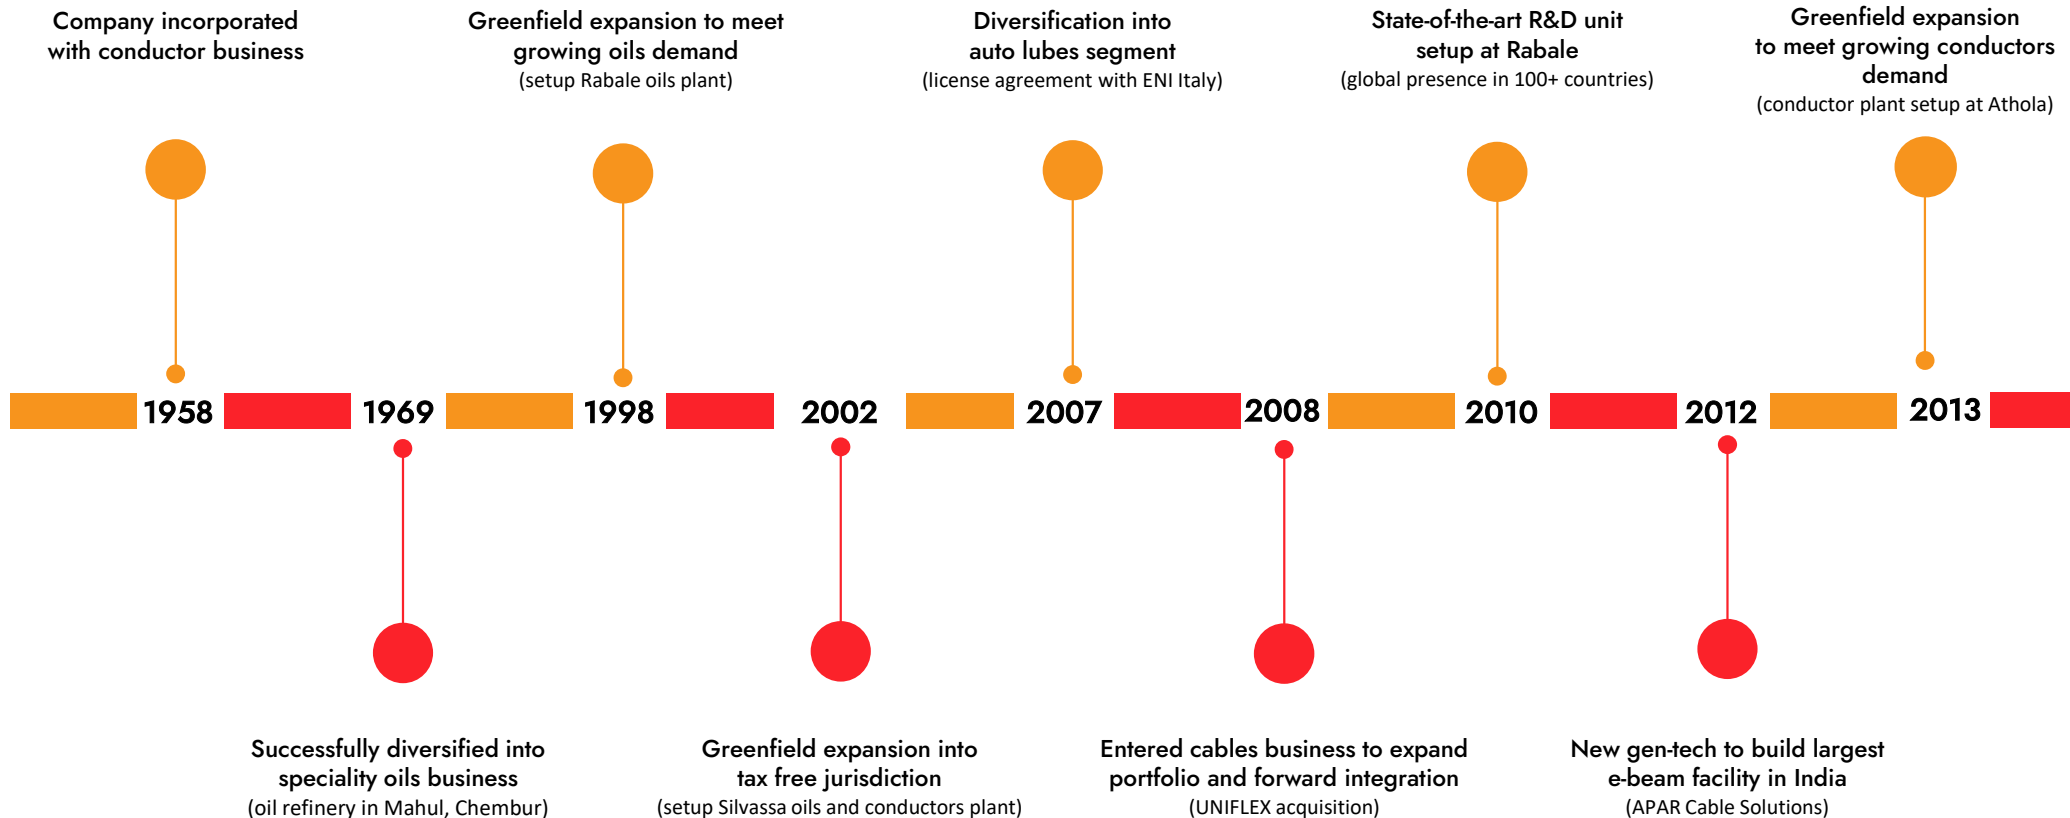 Company incorporated
with conductor business
Greenfield expansion to meet
growing oils demand
(setup Rabale oils plant)
Diversification into
auto lubes segment
(license agreement with ENI Italy)
State-of-the-art R&D unit
setup at Rabale
(global presence in 100+ countries)
Greenfield expansion
to meet growing conductors
demand
(conductor plant setup at Athola)
1958
1969
1998
2002
2007
2008
2010
2012
2013
Successfully diversified into
speciality oils business
(oil refinery in Mahul, Chembur)
Greenfield expansion into
tax free jurisdiction
(setup Silvassa oils and conductors plant)
Entered cables business to expand
portfolio and forward integration
(UNIFLEX acquisition)
New gen-tech to build largest
e-beam facility in India
(APAR Cable Solutions)